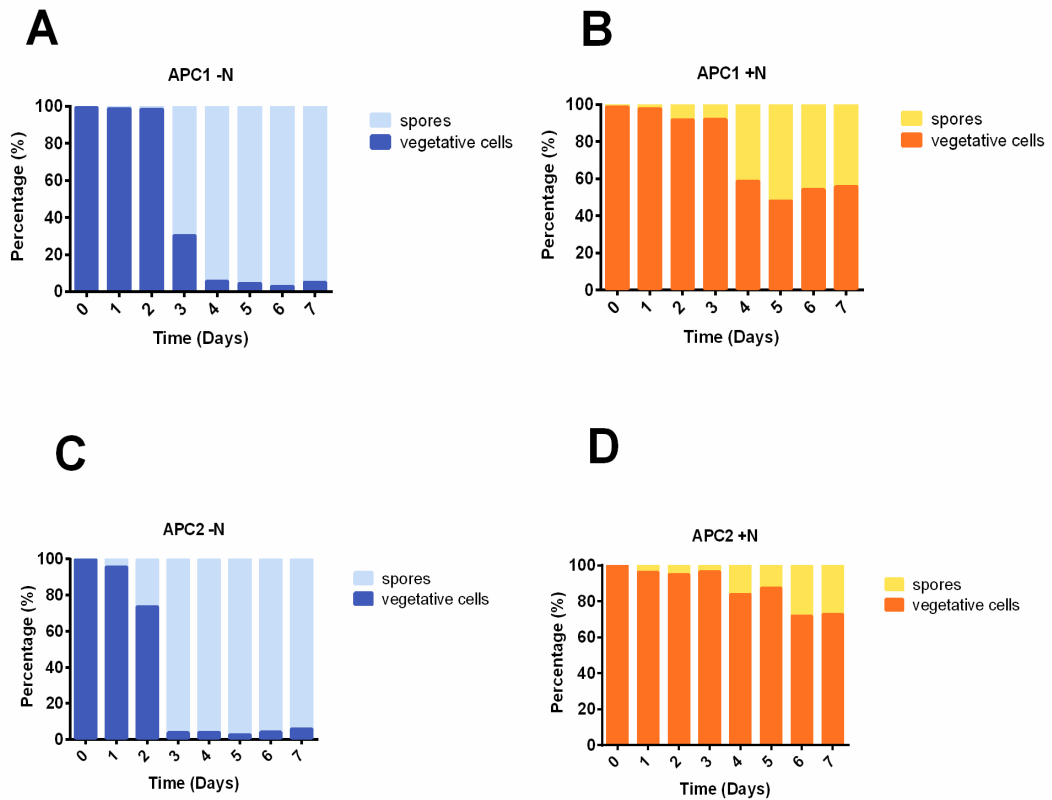 A
APC1 -N
Percentage (%)
100
80
60
40
20
0
0 1 2 3 4 5 6 7
Time (Days)
spores
vegetative cells
B
APC1 +N
Percentage (%)
100
80
60
40
20
0
0 1 2 3 4 5 6 7
Time (Days)
spores
vegetative cells
C
APC2 -N
Percentage (%)
100
80
60
40
20
0
0 1 2 3 4 5 6 7
Time (Days)
spores
vegetative cells
D
APC2 +N
Percentage (%)
100
80
60
40
20
0
0 1 2 3 4 5 6 7
Time (Days)
spores
vegetative cells